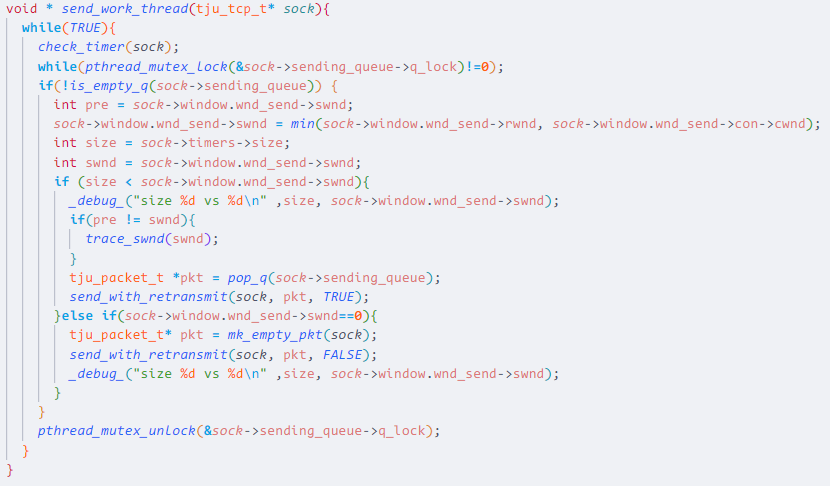 void * send_work_thread(tju_tcp_t* sock){
  while(TRUE){
    check_timer(sock);
    while(pthread_mutex_lock(&sock->sending_queue->q_lock)!=0);
    if(!is_empty_q(sock->sending_queue)) {
      int pre = sock->window.wnd_send->swnd;
      sock->window.wnd_send->swnd = min(sock->window.wnd_send->rwnd, sock->window.wnd_send->con->cwnd);
      int size = sock->timers->size;
      int swnd = sock->window.wnd_send->swnd;
      if (size < sock->window.wnd_send->swnd){
        _debug_("size %d vs %d\n" ,size, sock->window.wnd_send->swnd);
        if(pre != swnd){
          trace_swnd(swnd);
        }
        tju_packet_t *pkt = pop_q(sock->sending_queue);
        send_with_retransmit(sock, pkt, TRUE);
      }else if(sock->window.wnd_send->swnd==0){
        tju_packet_t* pkt = mk_empty_pkt(sock);
        send_with_retransmit(sock, pkt, FALSE);
        _debug_("size %d vs %d\n" ,size, sock->window.wnd_send->swnd);
      }
    }
    pthread_mutex_unlock(&sock->sending_queue->q_lock);
  }
}